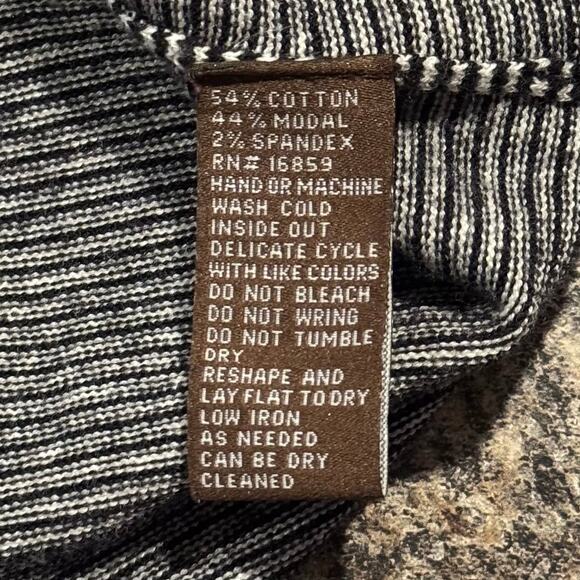 54% COTTON
44% MODAL
2% SPANDEX
RN# 16859
HAND OR MACHINE
WASH COLD
INSIDE OUT
DELICATE CYCLE
WITH LIKE COLORS
DO NOT BLEACH
DO NOT WRING
DO NOT TUMBLE
DRY
RESHAPE AND
LAY FLAT TO DRY
LOW IRON
AS NEEDED
CAN BE DRY
CLEANED